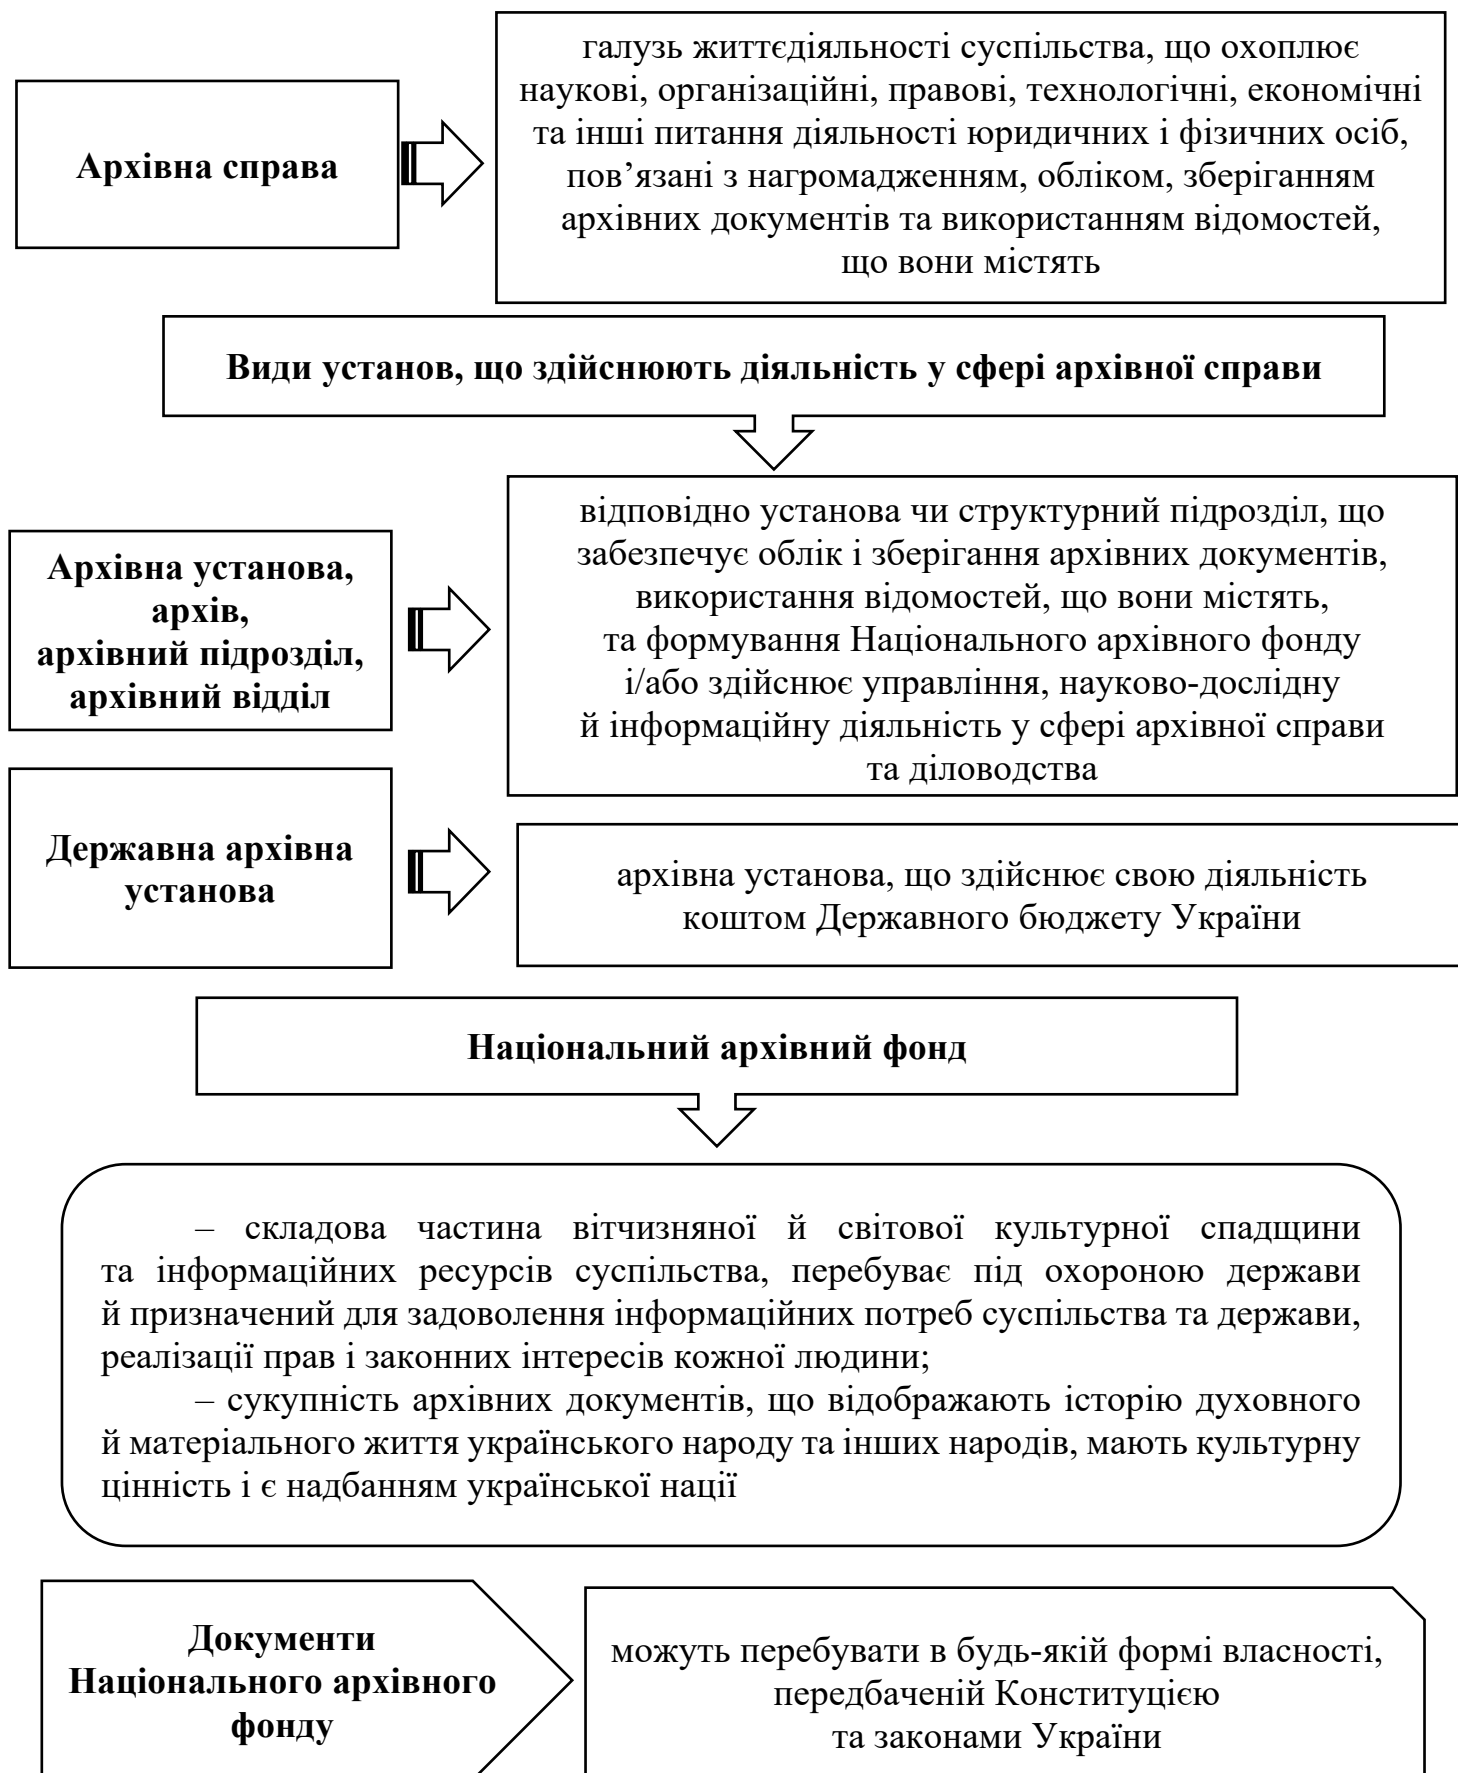 Архівна справа
галузь життєдіяльності суспільства, що охоплює
наукові, організаційні, правові, технологічні, економічні
та інші питання діяльності юридичних і фізичних осіб,
пов’язані з нагромадженням, обліком, зберіганням
архівних документів та використанням відомостей,
що вони містять
Види установ, що здійснюють діяльність у сфері архівної справи
Архівна установа,
архів,
архівний підрозділ,
архівний відділ
відповідно установа чи структурний підрозділ, що
забезпечує облік і зберігання архівних документів,
використання відомостей, що вони містять,
та формування Національного архівного фонду
і/або здійснює управління, науково-дослідну
й інформаційну діяльність у сфері архівної справи
та діловодства
Державна архівна
установа
архівна установа, що здійснює свою діяльність
коштом Державного бюджету України
Національний архівний фонд
– складова частина вітчизняної й світової культурної спадщини
та інформаційних ресурсів суспільства, перебуває під охороною держави
й призначений для задоволення інформаційних потреб суспільства та держави,
реалізації прав і законних інтересів кожної людини;
– сукупність архівних документів, що відображають історію духовного
й матеріального життя українського народу та інших народів, мають культурну
цінність і є надбанням української нації
Документи
Національного архівного
фонду
можуть перебувати в будь-якій формі власності,
передбаченій Конституцією
та законами України